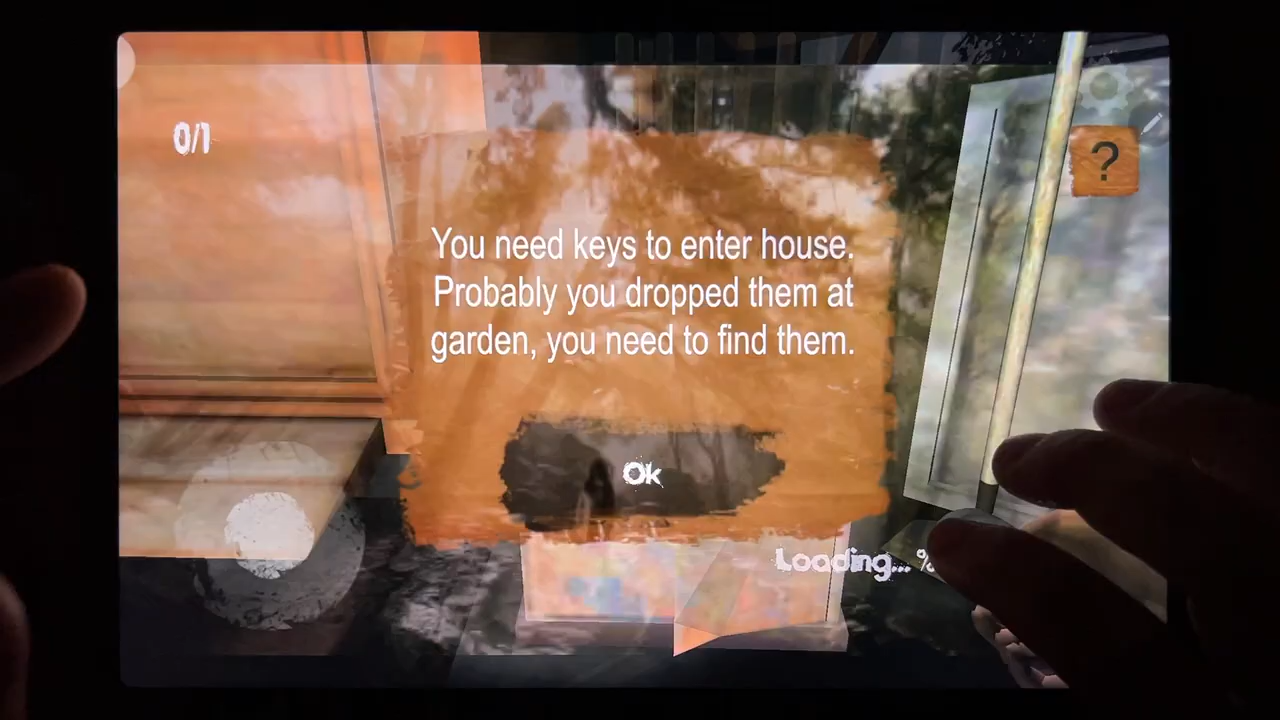 0/1
?
You need keys to enter house.
Probably you dropped them at
garden, you need to find them.
Ok
Loading... %